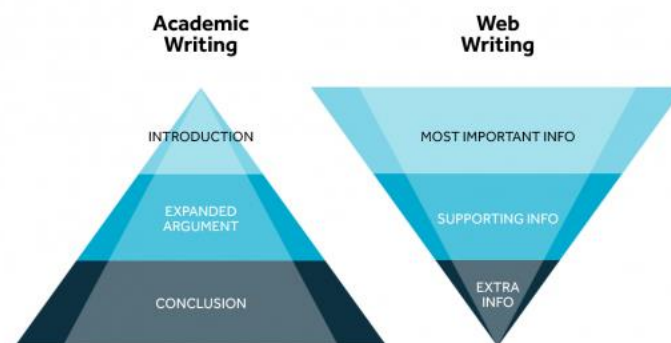 Academic
Writing
INTRODUCTION
EXPANDED
ARGUMENT
CONCLUSION
Web
Writing
MOST IMPORTANT INFO
SUPPORTING INFO
EXTRA
INFO